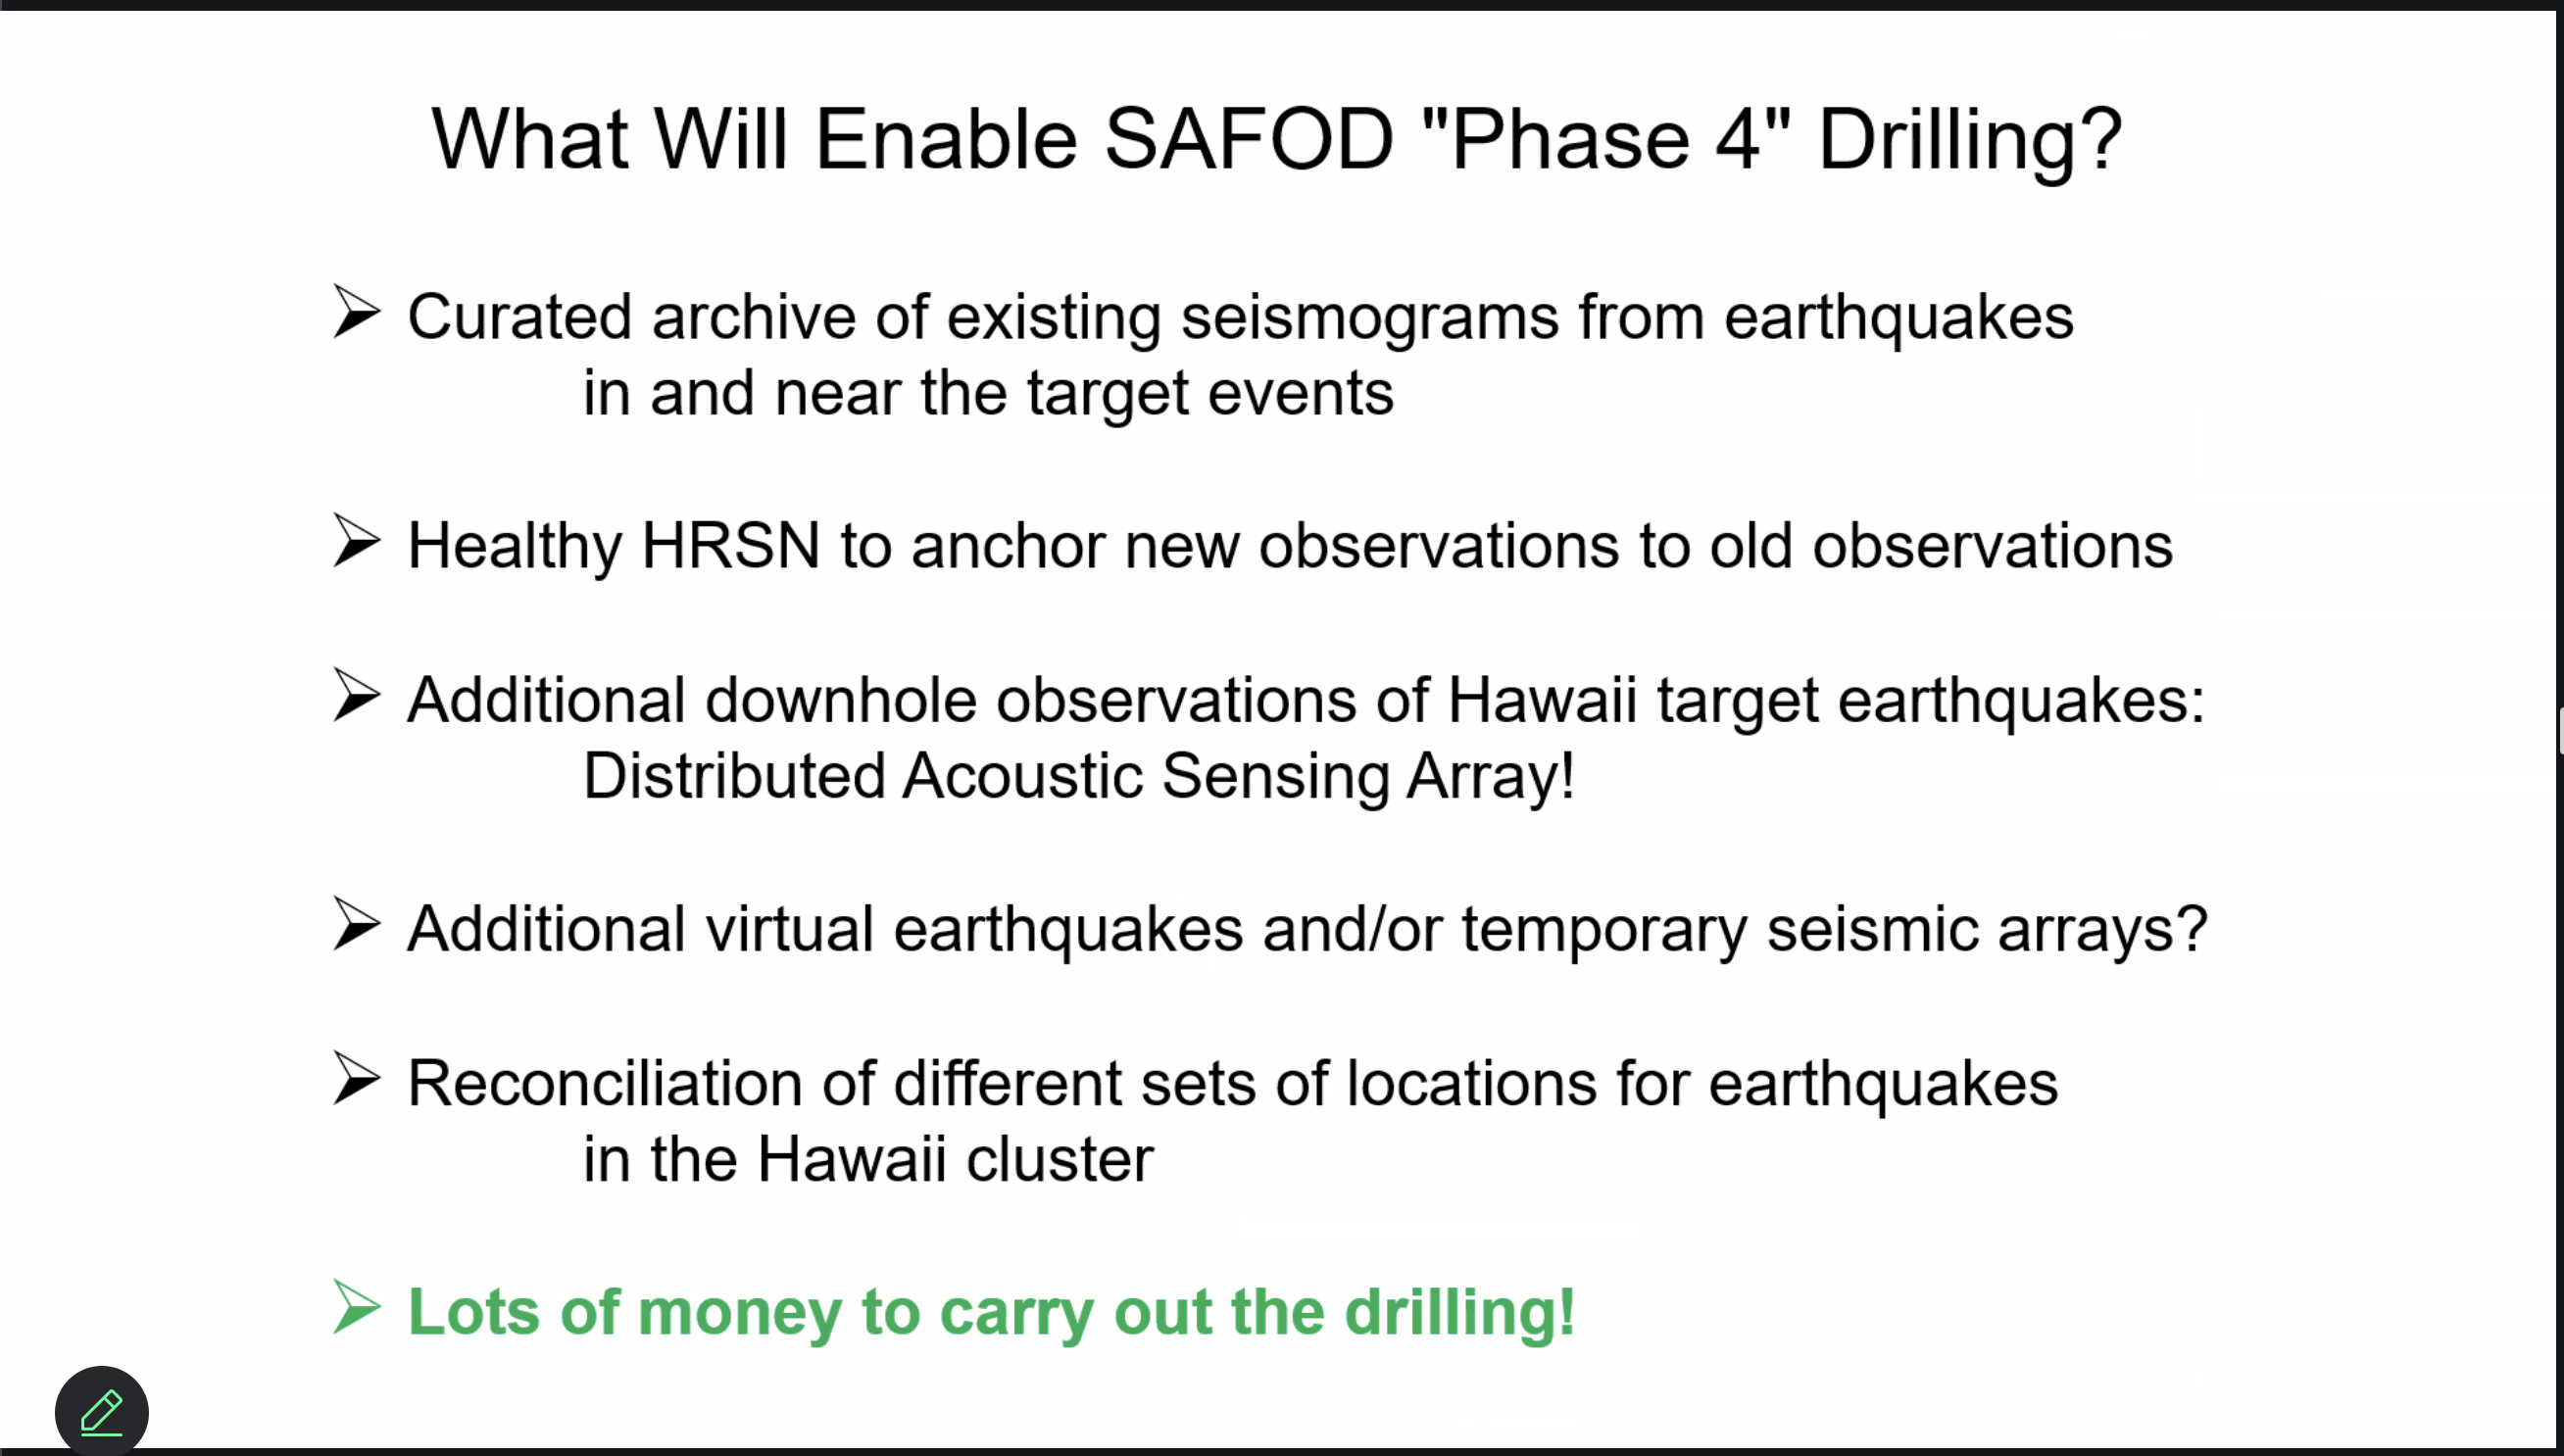 What Will Enable SAFOD "Phase 4" Drilling?
Curated archive of existing seismograms from earthquakes
in and near the target events
Healthy HRSN to anchor new observations to old observations
Additional downhole observations of Hawaii target earthquakes:
Distributed Acoustic Sensing Array!
Additional virtual earthquakes and/or temporary seismic arrays?
Reconciliation of different sets of locations for earthquakes
in the Hawaii cluster
Lots of money to carry out the drilling!